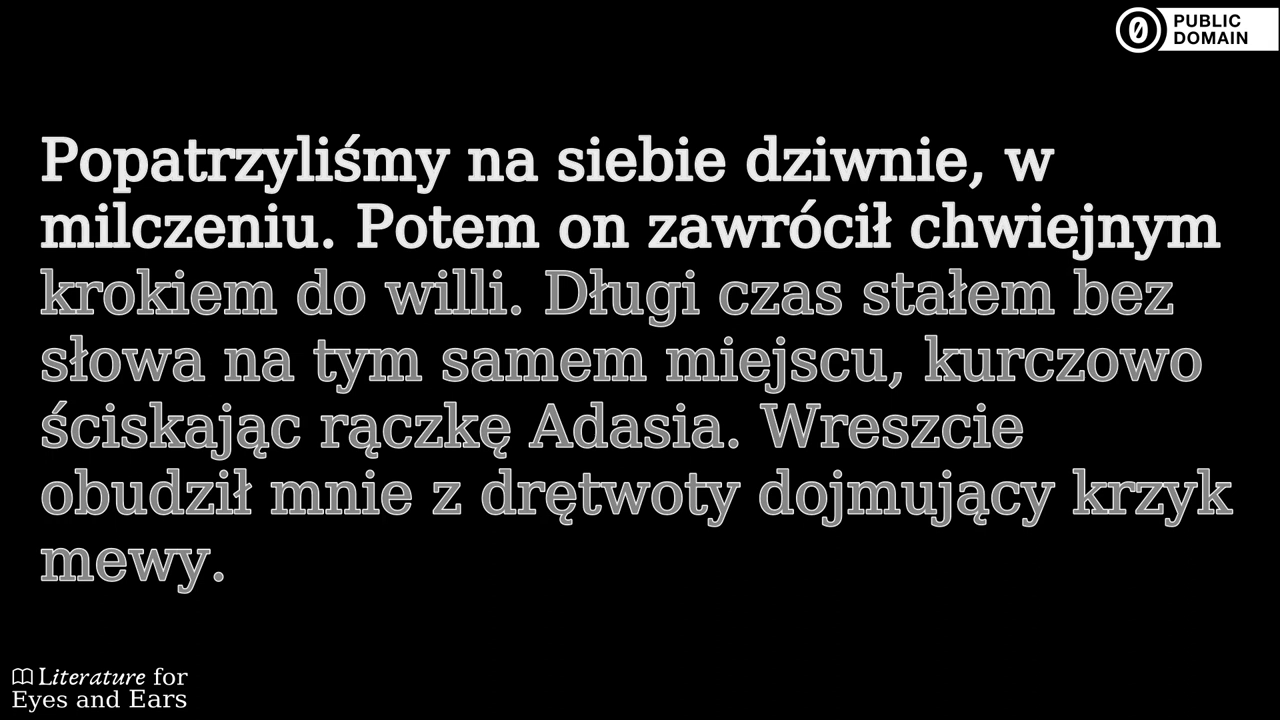 PUBLIC
DOMAIN
Popatrzyliśmy na siebie dziwnie, w
milczeniu. Potem on zawrócił chwiejnym
krokiem do willi. Długi czas stałem bez
słowa na tym samem miejscu, kurczowo
ściskając rączkę Adasia. Wreszcie
obudził mnie z drętwoty dojmujący krzyk
mewy.
Literature for
Eyes and Ears